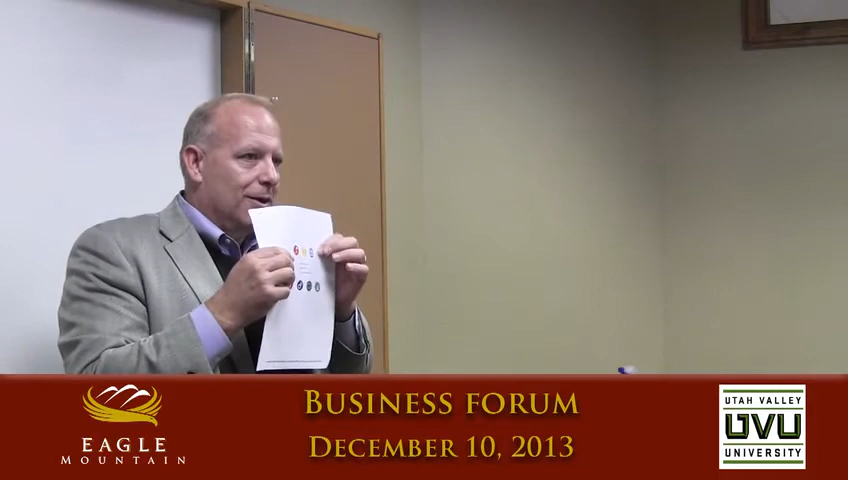 EAGLE
MOUNTAIN
BUSINESS FORUM
DECEMBER 10, 2013
UTAH VALLEY
UVU
UNIVERSITY